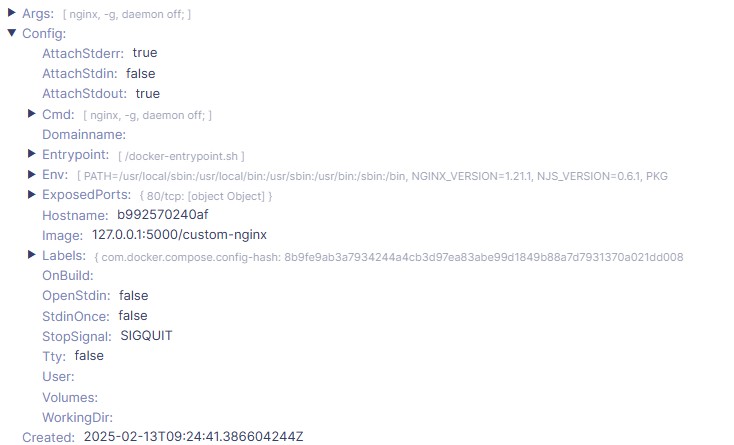 Args: [ nginx, -g, daemon off; ]
Config:
AttachStderr: true
AttachStdin: false
AttachStdout: true
Cmd: [ nginx, -g, daemon off; ]
Domainname:
Entrypoint: [ /docker-entrypoint.sh ]
Env: [ PATH=/usr/local/sbin:/usr/local/bin:/usr/sbin:/usr/bin:/sbin:/bin, NGINX_VERSION=1.21.1, NJS_VERSION=0.6.1, PKG
ExposedPorts: { 80/tcp: [object Object] }
Hostname: b992570240af
Image: 127.0.0.1:5000/custom-nginx
Labels: { com.docker.compose.config-hash: 8b9fe9ab3a7934244a4cb3d97ea83abe99d1849b88a7d7931370a021dd008
OnBuild:
OpenStdin: false
StdinOnce: false
StopSignal: SIGQUIT
Tty: false
User:
Volumes:
WorkingDir:
Created: 2025-02-13T09:24:41.386604244Z